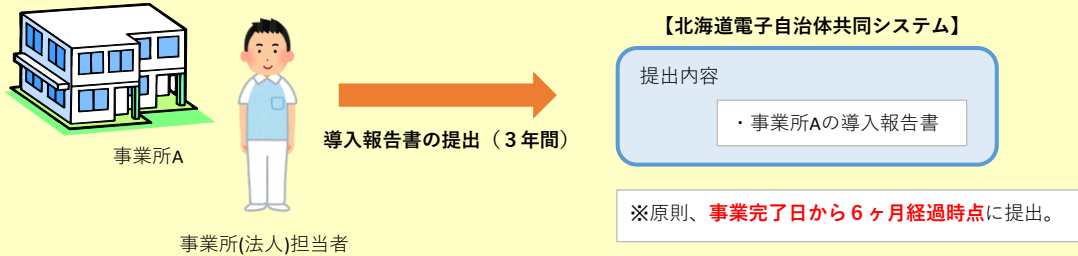 【北海道電子自治体共同システム】
提出内容
・事業所Aの導入報告書
導入報告書の提出（３年間）
事業所A
事業所(法人)担当者
※原則、事業完了日から６ヶ月経過時点に提出。